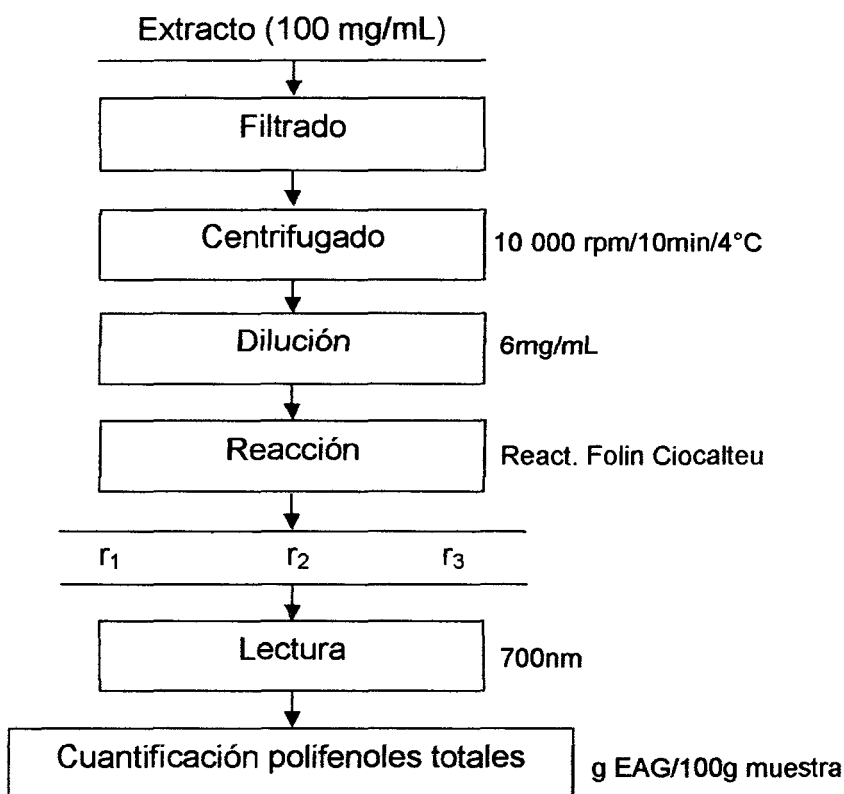 Extracto (100 mg/mL)
Filtrado
Centrifugado
10 000 rpm/10min/4°C
Dilución
6mg/mL
Reacción
React. Folin Ciocalteu
r₁ r₂ r₃
Lectura
700nm
Cuantificación polifenoles totales
g EAG/100g muestra